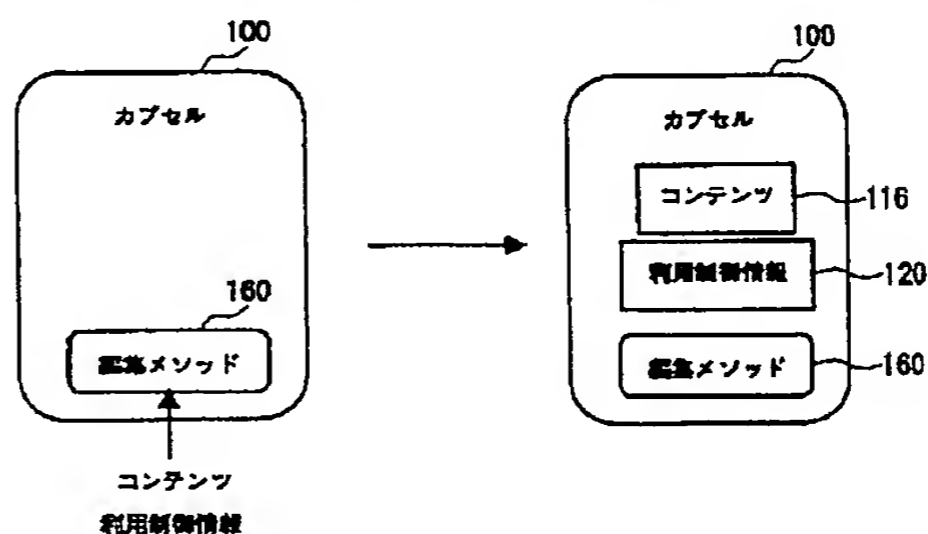 100
カプセル
160
編集メソッド
コンテンツ
利用制御情報
100
カプセル
コンテンツ
116
利用制御情報
120
編集メソッド
160